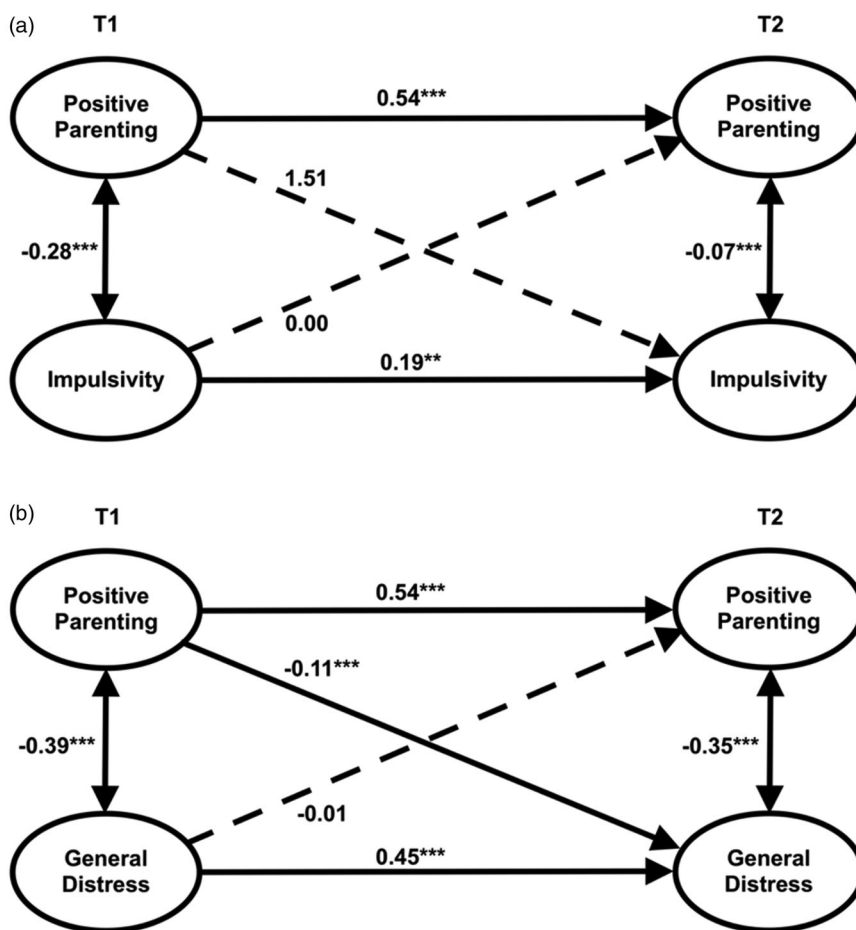 (a)
T1
T2
Positive
Parenting
0.54***
Positive
Parenting
1.51
-0.28***
-0.07***
0.00
Impulsivity
0.19**
Impulsivity
(b)
T1
T2
Positive
Parenting
0.54***
Positive
Parenting
-0.11***
-0.39***
-0.35***
-0.01
General
Distress
0.45***
General
Distress